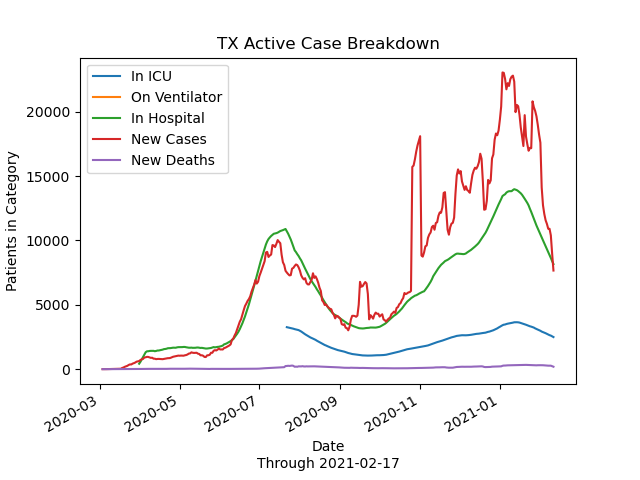 TX Active Case Breakdown
In ICU
On Ventilator
In Hospital
New Cases
New Deaths
Patients in Category
20000
15000
10000
5000
0
2020-03
2020-05
2020-07
2020-09
2020-11
2021-01
Date
Through 2021-02-17